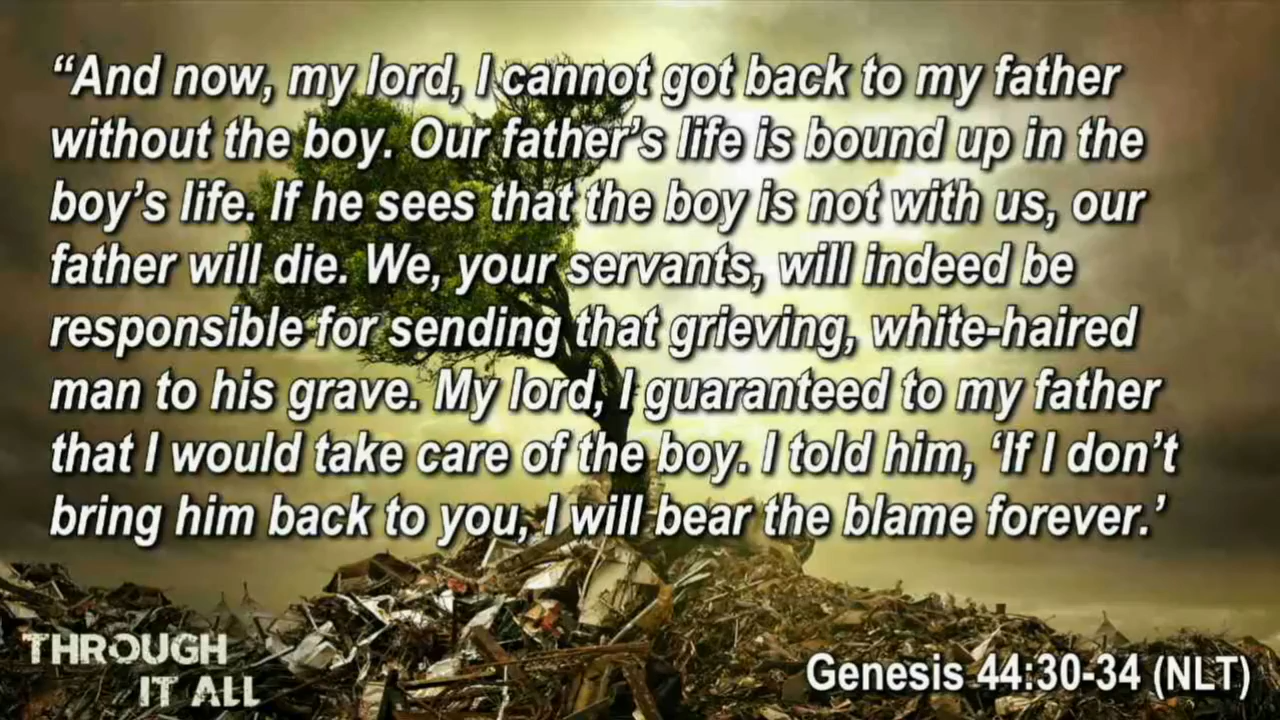 “And now, my lord, I cannot got back to my father
without the boy. Our father’s life is bound up in the
boy’s life. If he sees that the boy is not with us, our
father will die. We, your servants, will indeed be
responsible for sending that grieving, white-haired
man to his grave. My lord, I guaranteed to my father
that I would take care of the boy. I told him, ‘If I don’t
bring him back to you, I will bear the blame forever.’
THROUGH
IT ALL
Genesis 44:30-34 (NLT)